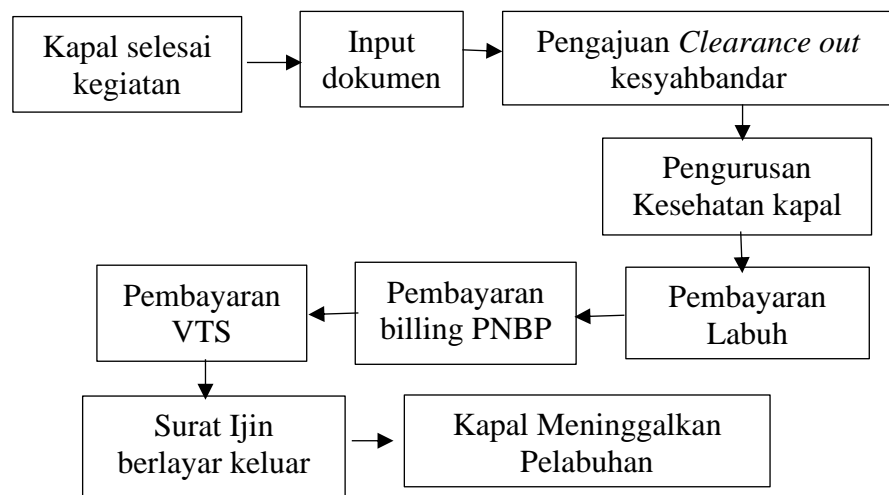 Kapal selesai
kegiatan
Input
dokumen
Pengajuan Clearance out
kesyahbandar
Pengurusan
Kesehatan kapal
Pembayaran
Labuh
Pembayaran
billing PNBP
Pembayaran
VTS
Surat Ijin
berlayar keluar
Kapal Meninggalkan
Pelabuhan